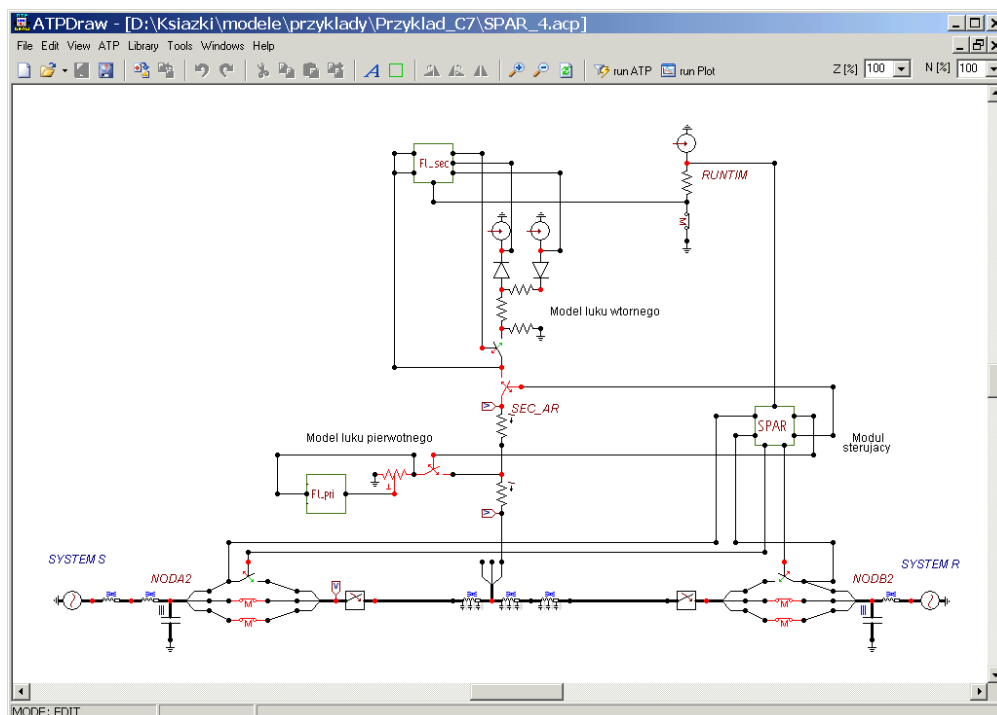 ATPDraw - [D:\Ksiazki\modele\przyklady\Przyklad_C7\SPAR_4.acp]
File Edit View ATP Library Tools Windows Help
run ATP run Plot Z [%] 100 N [%] 100
Fl_sec
RUNTIM
M
Model luku wtornego
SEC_AR
SPAR
Modul
sterujacy
Model luku pierwotnego
Fl_pri
SYSTEM S
NODA2
NODB2
SYSTEM R
M
M
M
M
MODE: EDIT